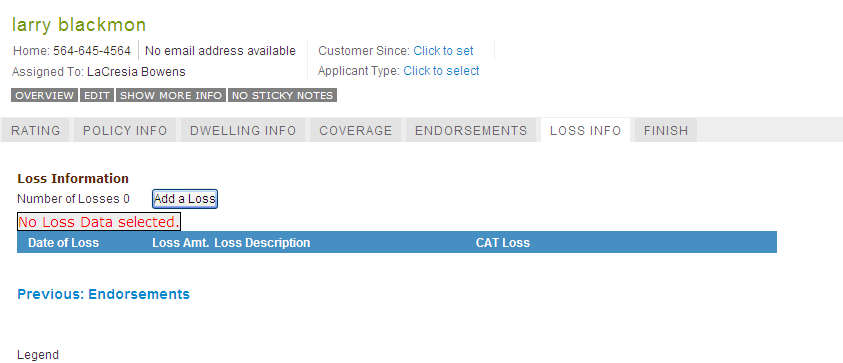 larry blackmon
Home: 564-645-4564 No email address available Customer Since: Click to set
Assigned To: LaCresia Bowens Applicant Type: Click to select
OVERVIEW EDIT SHOW MORE INFO NO STICKY NOTES
RATING POLICY INFO DWELLING INFO COVERAGE ENDORSEMENTS LOSS INFO FINISH
Loss Information
Number of Losses 0 Add a Loss
No Loss Data selected.
Date of Loss Loss Amt. Loss Description CAT Loss
Previous: Endorsements
Legend